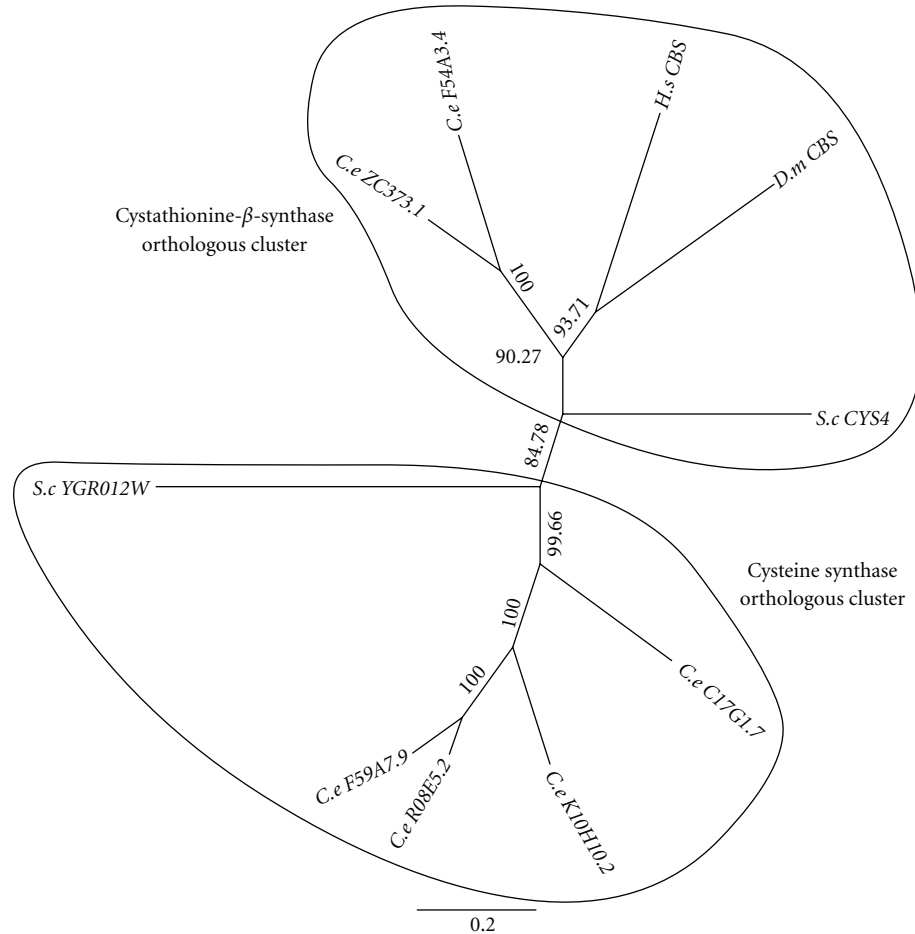 C.e F54A3.4
H.s CBS
C.e ZC373.1
D.m CBS
Cystathionine-β-synthase
orthologous cluster
100
93.71
90.27
S.c CYS4
84.78
S.c YGR012W
99.66
Cysteine synthase
orthologous cluster
100
100
C.e C17G1.7
C.e F59A7.9
C.e R08E5.2
C.e K10H10.2
0.2